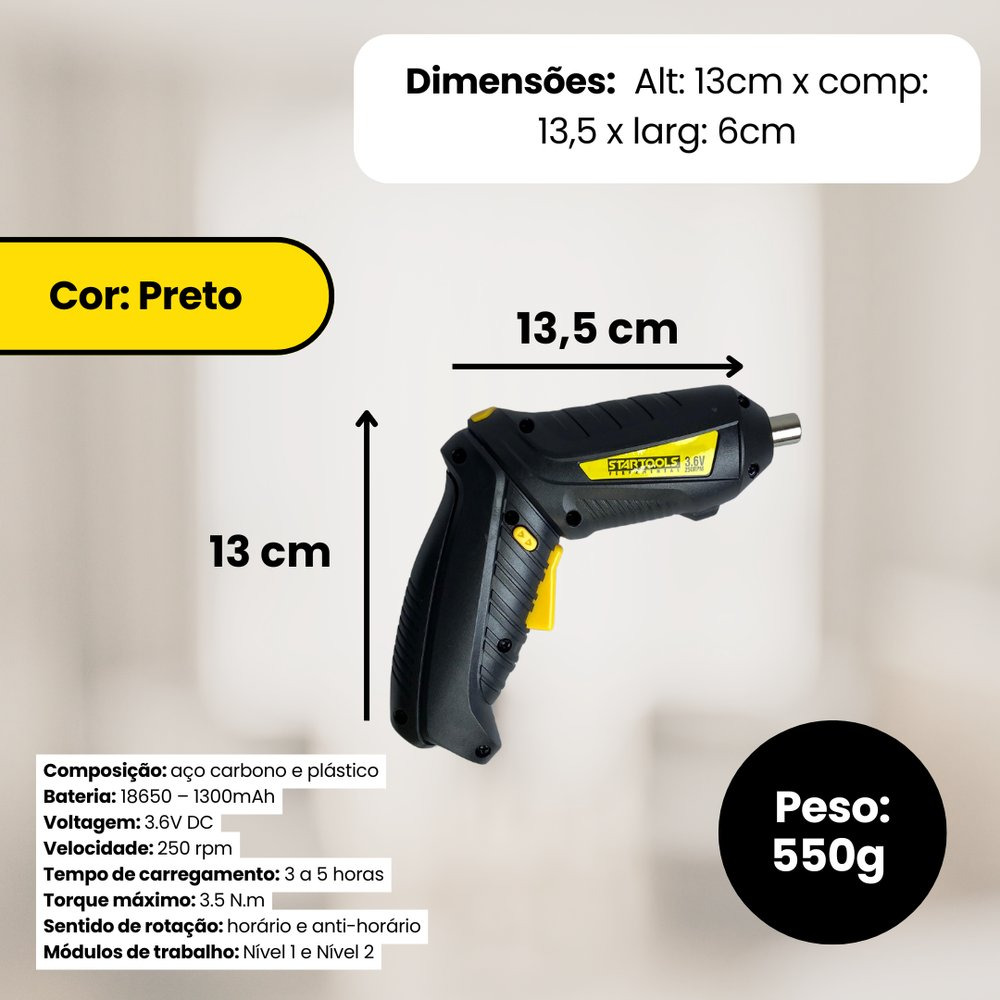 Dimensões: Alt: 13cm x comp:
13,5 x larg: 6cm
Cor: Preto
13,5 cm
13 cm
STARTOOLS 3.6V
FERRAMENTAS 250RPM
Composição: aço carbono e plástico
Bateria: 18650 – 1300mAh
Voltagem: 3.6V DC
Velocidade: 250 rpm
Tempo de carregamento: 3 a 5 horas
Torque máximo: 3.5 N.m
Sentido de rotação: horário e anti-horário
Módulos de trabalho: Nível 1 e Nível 2
Peso:
550g